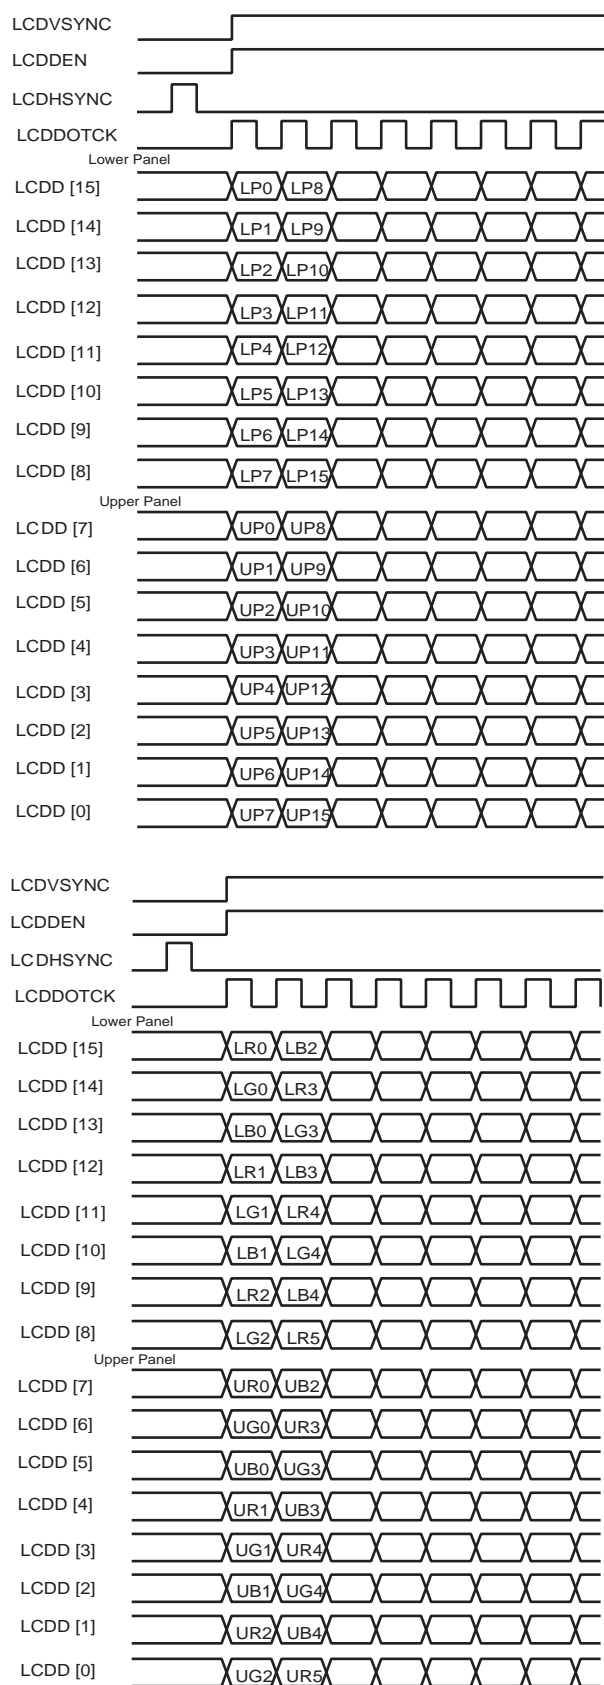 LCDVSYNC
LCDDEN
LCDHSYNC
LCDDOTCK
Lower Panel
LCDD [15] LP0 LP8
LCDD [14] LP1 LP9
LCDD [13] LP2 LP10
LCDD [12] LP3 LP11
LCDD [11] LP4 LP12
LCDD [10] LP5 LP13
LCDD [9] LP6 LP14
LCDD [8] LP7 LP15
Upper Panel
LCDD [7] UP0 UP8
LCDD [6] UP1 UP9
LCDD [5] UP2 UP10
LCDD [4] UP3 UP11
LCDD [3] UP4 UP12
LCDD [2] UP5 UP13
LCDD [1] UP6 UP14
LCDD [0] UP7 UP15
LCDVSYNC
LCDDEN
LCDHSYNC
LCDDOTCK
Lower Panel
LCDD [15] LR0 LB2
LCDD [14] LG0 LR3
LCDD [13] LB0 LG3
LCDD [12] LR1 LB3
LCDD [11] LG1 LR4
LCDD [10] LB1 LG4
LCDD [9] LR2 LB4
LCDD [8] LG2 LR5
Upper Panel
LCDD [7] UR0 UB2
LCDD [6] UG0 UR3
LCDD [5] UB0 UG3
LCDD [4] UR1 UB3
LCDD [3] UG1 UR4
LCDD [2] UB1 UG4
LCDD [1] UR2 UB4
LCDD [0] UG2 UR5